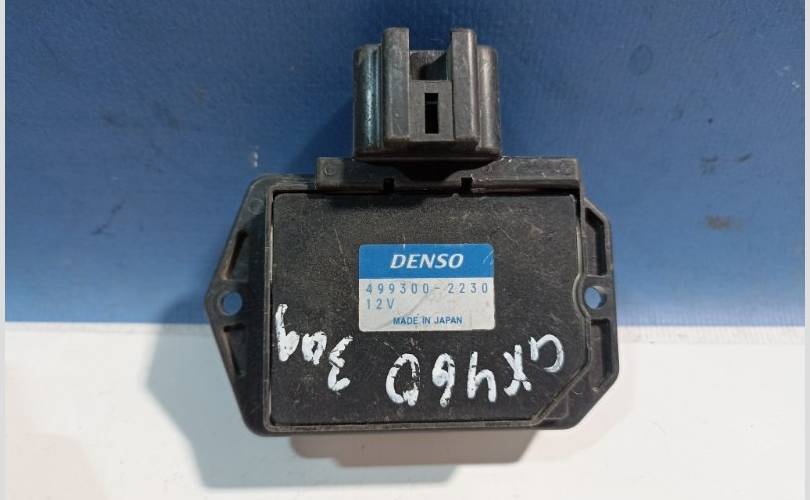 DENSO
499300-2230
12V
MADE IN JAPAN
GX460 зад